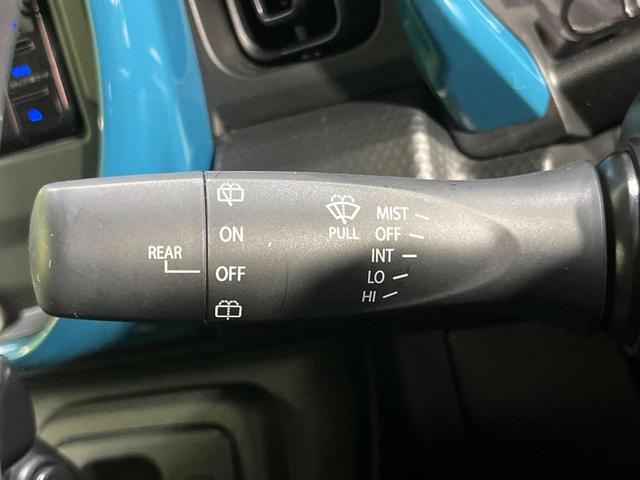 REAR
ON
OFF
PULL
MIST
OFF
INT
LO
HI